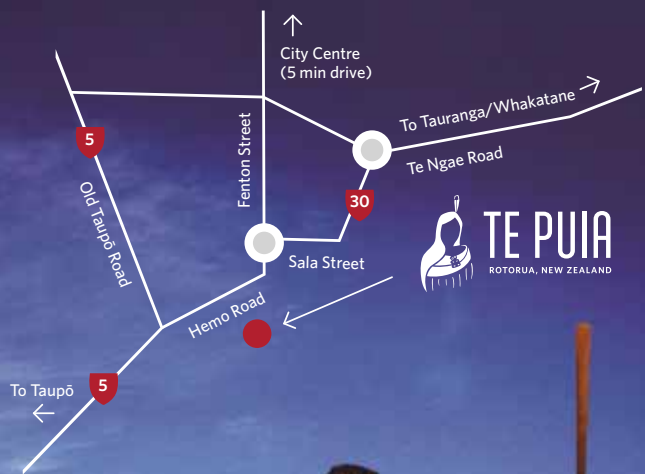 City Centre
(5 min drive)
To Tauranga/Whakatane
5
Fenton Street
Te Ngae Road
Old Taupō Road
30
TE PUIA
ROTORUA, NEW ZEALAND
Sala Street
Hemo Road
To Taupō
5